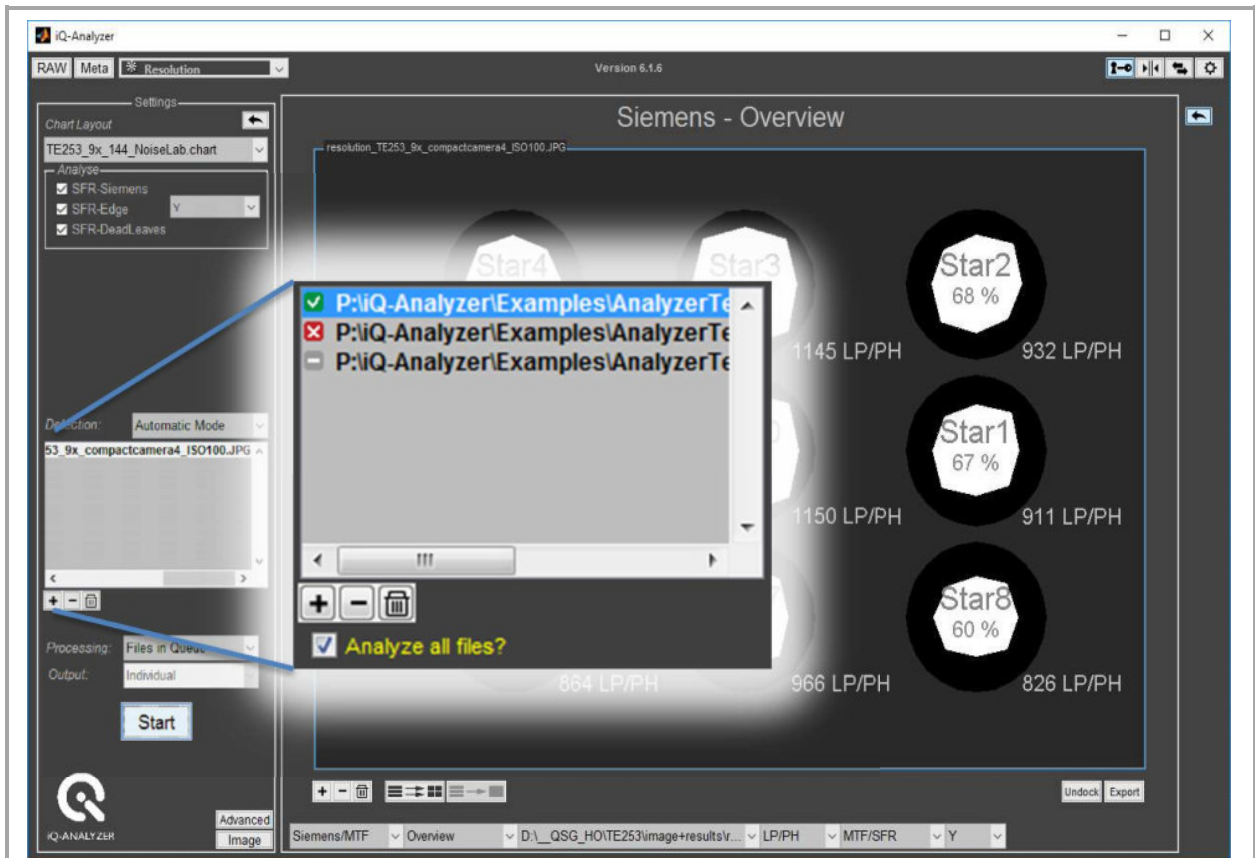 iQ-Analyzer
RAW Meta Resolution
Version 6.1.6
Settings
Chart Layout
TE253_9x_144_NoiseLab.chart
Analyse
SFR-Siemens
SFR-Edge Y
SFR-DeadLeaves
Detection: Automatic Mode
53_9x_compactcamera4_ISO100.JPG
Processing: Files in Queue
Output: Individual
Start
iQ-ANALYZER
Advanced
Image
Siemens - Overview
resolution_TE253_9x_compactcamera4_ISO100.JPG
Star4
Star3
Star2
68 %
1145 LP/PH
932 LP/PH
Star1
67 %
1150 LP/PH
911 LP/PH
Star8
60 %
864 LP/PH
966 LP/PH
826 LP/PH
P:\iQ-Analyzer\Examples\AnalyzerTe
P:\iQ-Analyzer\Examples\AnalyzerTe
P:\iQ-Analyzer\Examples\AnalyzerTe
Analyze all files?
Undock Export
Siemens/MTF Overview D:\__QSG_HO\TE253\image+results\r... LP/PH MTF/SFR Y